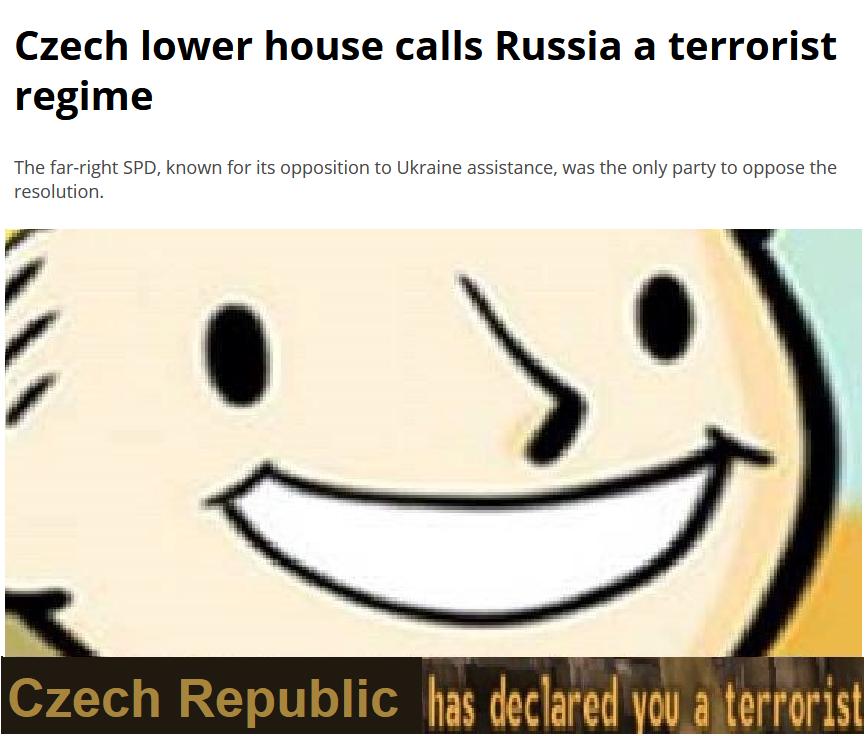 Czech lower house calls Russia a terrorist
regime
The far-right SPD, known for its opposition to Ukraine assistance, was the only party to oppose the
resolution.
Czech Republic has declared you a terrorist